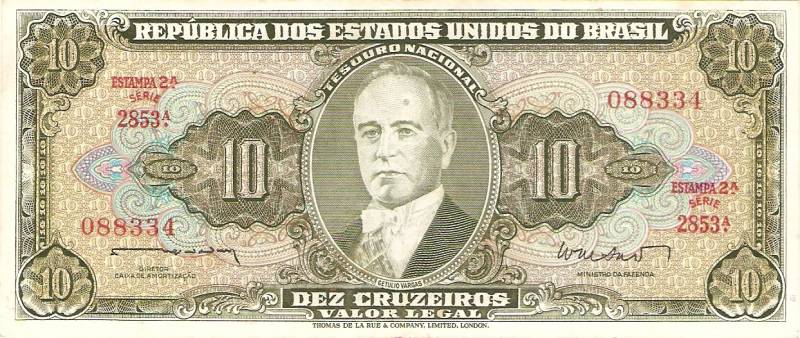 10
REPÚBLICA DOS ESTADOS UNIDOS DO BRASIL
10
TESOURO NACIONAL
ESTAMPA 2ª
SÉRIE
2853ª
088334
10
10
10
10
ESTAMPA 2ª
SÉRIE
2853ª
088334
DIRETOR
CAIXA DE AMORTIZAÇÃO
GETULIO VARGAS
MINISTRO DA FAZENDA
10
DEZ CRUZEIROS
10
VALOR LEGAL
THOMAS DE LA RUE & COMPANY, LIMITED, LONDON.